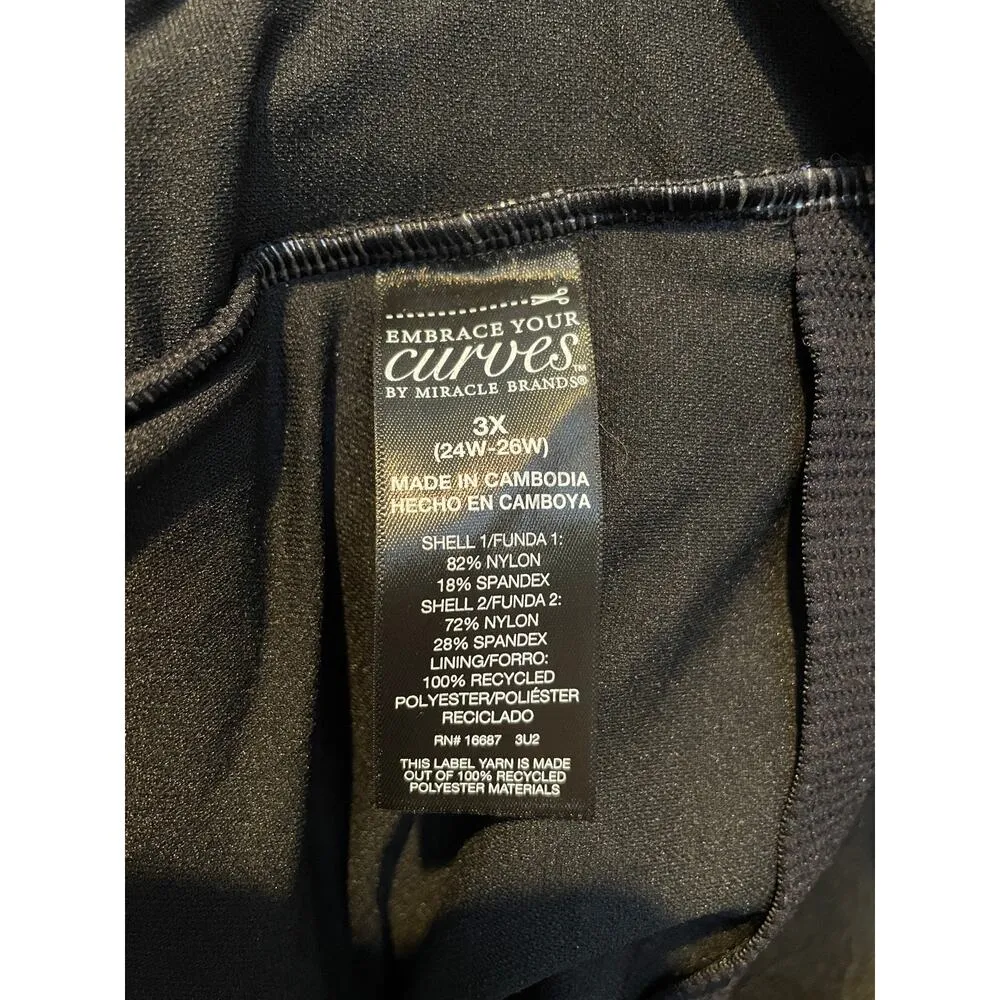 EMBRACE YOUR
curves™
BY MIRACLE BRANDS®
3X
(24W-26W)
MADE IN CAMBODIA
HECHO EN CAMBOYA
SHELL 1/FUNDA 1:
82% NYLON
18% SPANDEX
SHELL 2/FUNDA 2:
72% NYLON
28% SPANDEX
LINING/FORRO:
100% RECYCLED
POLYESTER/POLIÉSTER
RECICLADO
RN# 16687 3U2
THIS LABEL YARN IS MADE
OUT OF 100% RECYCLED
POLYESTER MATERIALS